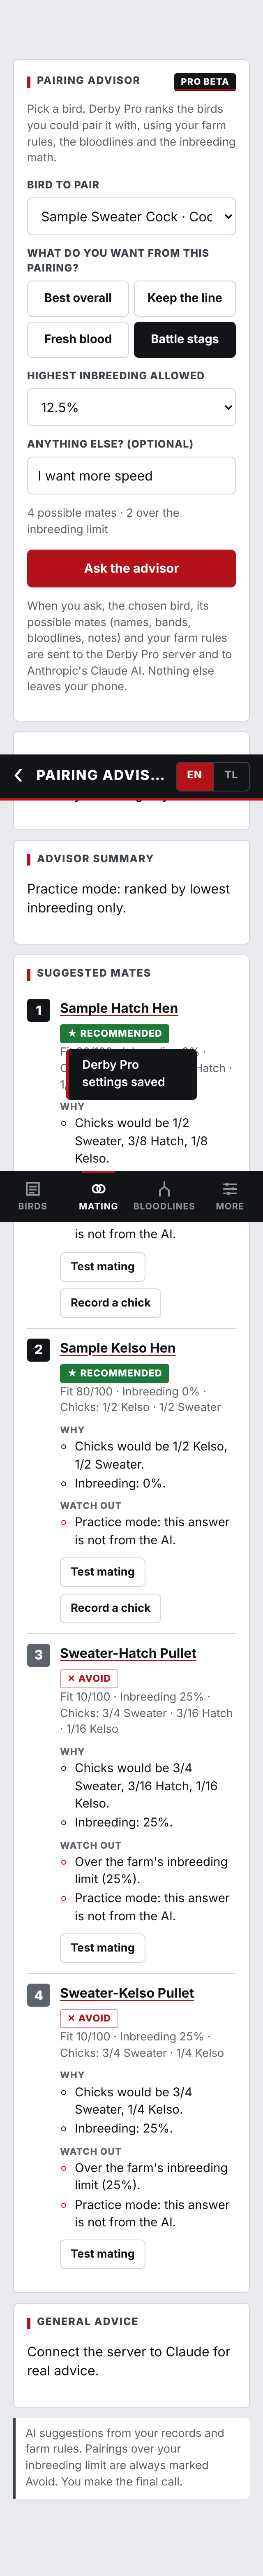 PAIRING ADVISOR
PRO BETA
Pick a bird. Derby Pro ranks the birds
you could pair it with, using your farm
rules, the bloodlines and the inbreeding
math.
BIRD TO PAIR
Sample Sweater Cock · Coc
WHAT DO YOU WANT FROM THIS
PAIRING?
Best overall
Keep the line
Fresh blood
Battle stags
HIGHEST INBREEDING ALLOWED
12.5%
ANYTHING ELSE? (OPTIONAL)
I want more speed
4 possible mates · 2 over the
inbreeding limit
Ask the advisor
When you ask, the chosen bird, its
possible mates (names, bands,
bloodlines, notes) and your farm rules
are sent to the Derby Pro server and to
Anthropic's Claude AI. Nothing else
leaves your phone.
PAIRING ADVIS...
EN
TL
ADVISOR SUMMARY
Practice mode: ranked by lowest
inbreeding only.
SUGGESTED MATES
1
Sample Hatch Hen
★ RECOMMENDED
Derby Pro
settings saved
WHY
Chicks would be 1/2
Sweater, 3/8 Hatch, 1/8
Kelso.
BIRDS
MATING
BLOODLINES
MORE
is not from the AI.
Test mating
Record a chick
2
Sample Kelso Hen
★ RECOMMENDED
Fit 80/100 · Inbreeding 0% ·
Chicks: 1/2 Kelso · 1/2 Sweater
WHY
Chicks would be 1/2 Kelso,
1/2 Sweater.
Inbreeding: 0%.
WATCH OUT
Practice mode: this answer
is not from the AI.
Test mating
Record a chick
3
Sweater-Hatch Pullet
✕ AVOID
Fit 10/100 · Inbreeding 25% ·
Chicks: 3/4 Sweater · 3/16 Hatch
· 1/16 Kelso
WHY
Chicks would be 3/4
Sweater, 3/16 Hatch, 1/16
Kelso.
Inbreeding: 25%.
WATCH OUT
Over the farm's inbreeding
limit (25%).
Practice mode: this answer
is not from the AI.
Test mating
4
Sweater-Kelso Pullet
✕ AVOID
Fit 10/100 · Inbreeding 25% ·
Chicks: 3/4 Sweater · 1/4 Kelso
WHY
Chicks would be 3/4
Sweater, 1/4 Kelso.
Inbreeding: 25%.
WATCH OUT
Over the farm's inbreeding
limit (25%).
Practice mode: this answer
is not from the AI.
Test mating
GENERAL ADVICE
Connect the server to Claude for
real advice.
AI suggestions from your records and
farm rules. Pairings over your
inbreeding limit are always marked
Avoid. You make the final call.